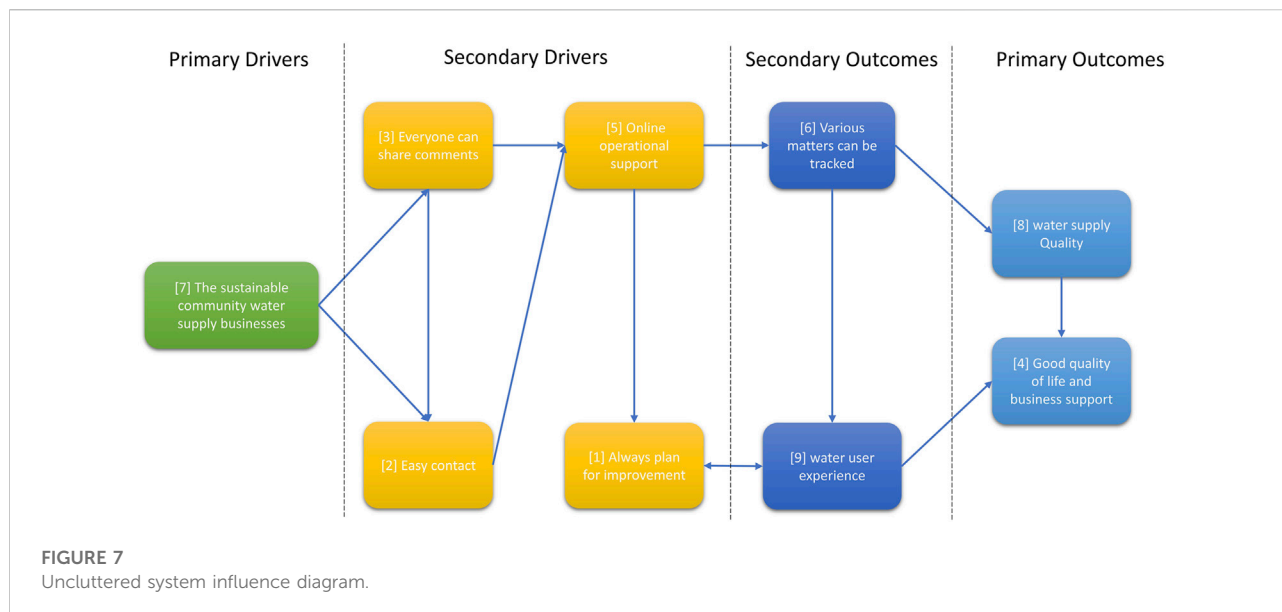 Primary Drivers
Secondary Drivers
Secondary Outcomes
Primary Outcomes
[3] Everyone can
share comments
[5] Online
operational
support
[6] Various
matters can be
tracked
[8] water supply
Quality
[7] The sustainable
community water
supply businesses
[4] Good quality
of life and
business support
[2] Easy contact
[1] Always plan
for improvement
[9] water user
experience
FIGURE 7
Uncluttered system influence diagram.